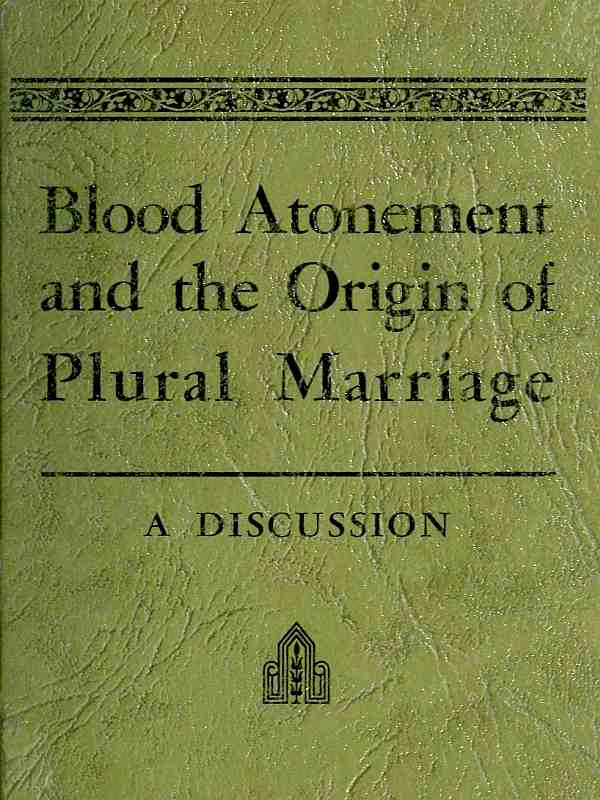 Blood Atonement
and the Origin of
Plural Marriage
A DISCUSSION